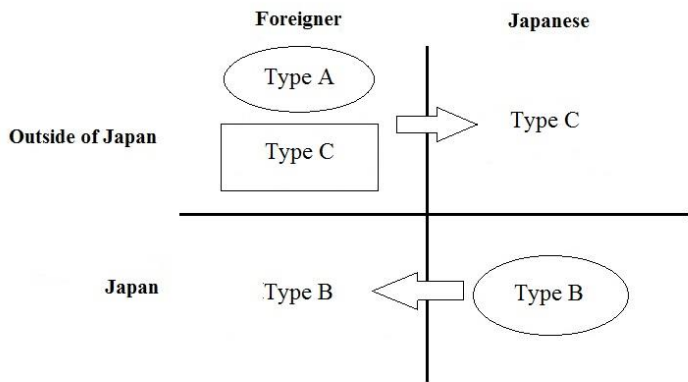 Foreigner
Japanese
Type A
Type C
Outside of Japan
Type C
Japan
Type B
Type B